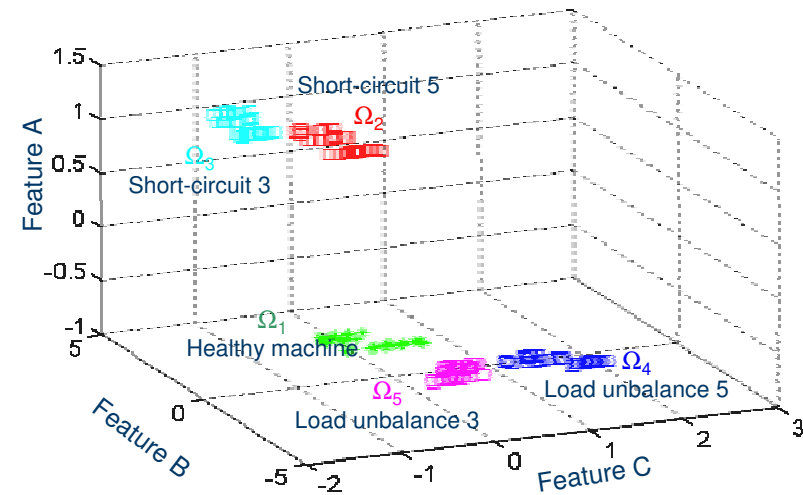 1.5
Short-circuit 5
1
Ω2
Feature A
Ω3
0.5
Short-circuit 3
0
-0.5
Ω1
-1
Healthy machine
5
Ω4
Ω5
Load unbalance 5
0
Load unbalance 3
Feature B
3
2
1
0
-1
Feature C
-5
-2